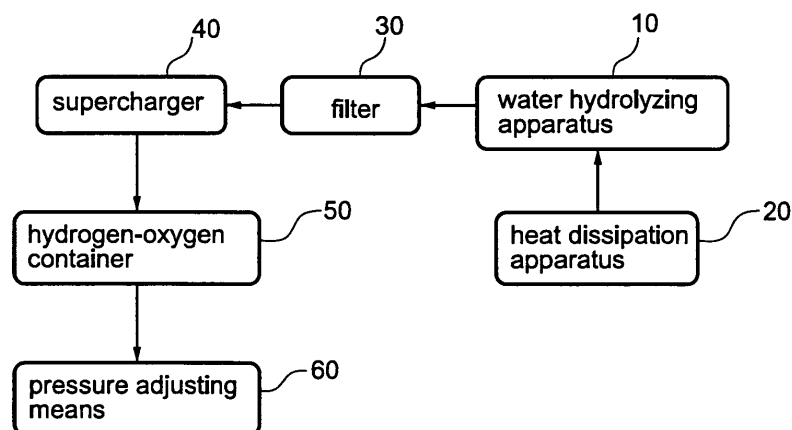 40
30
10
supercharger
filter
water hydrolyzing
apparatus
50
20
hydrogen-oxygen
container
heat dissipation
apparatus
60
pressure adjusting
means